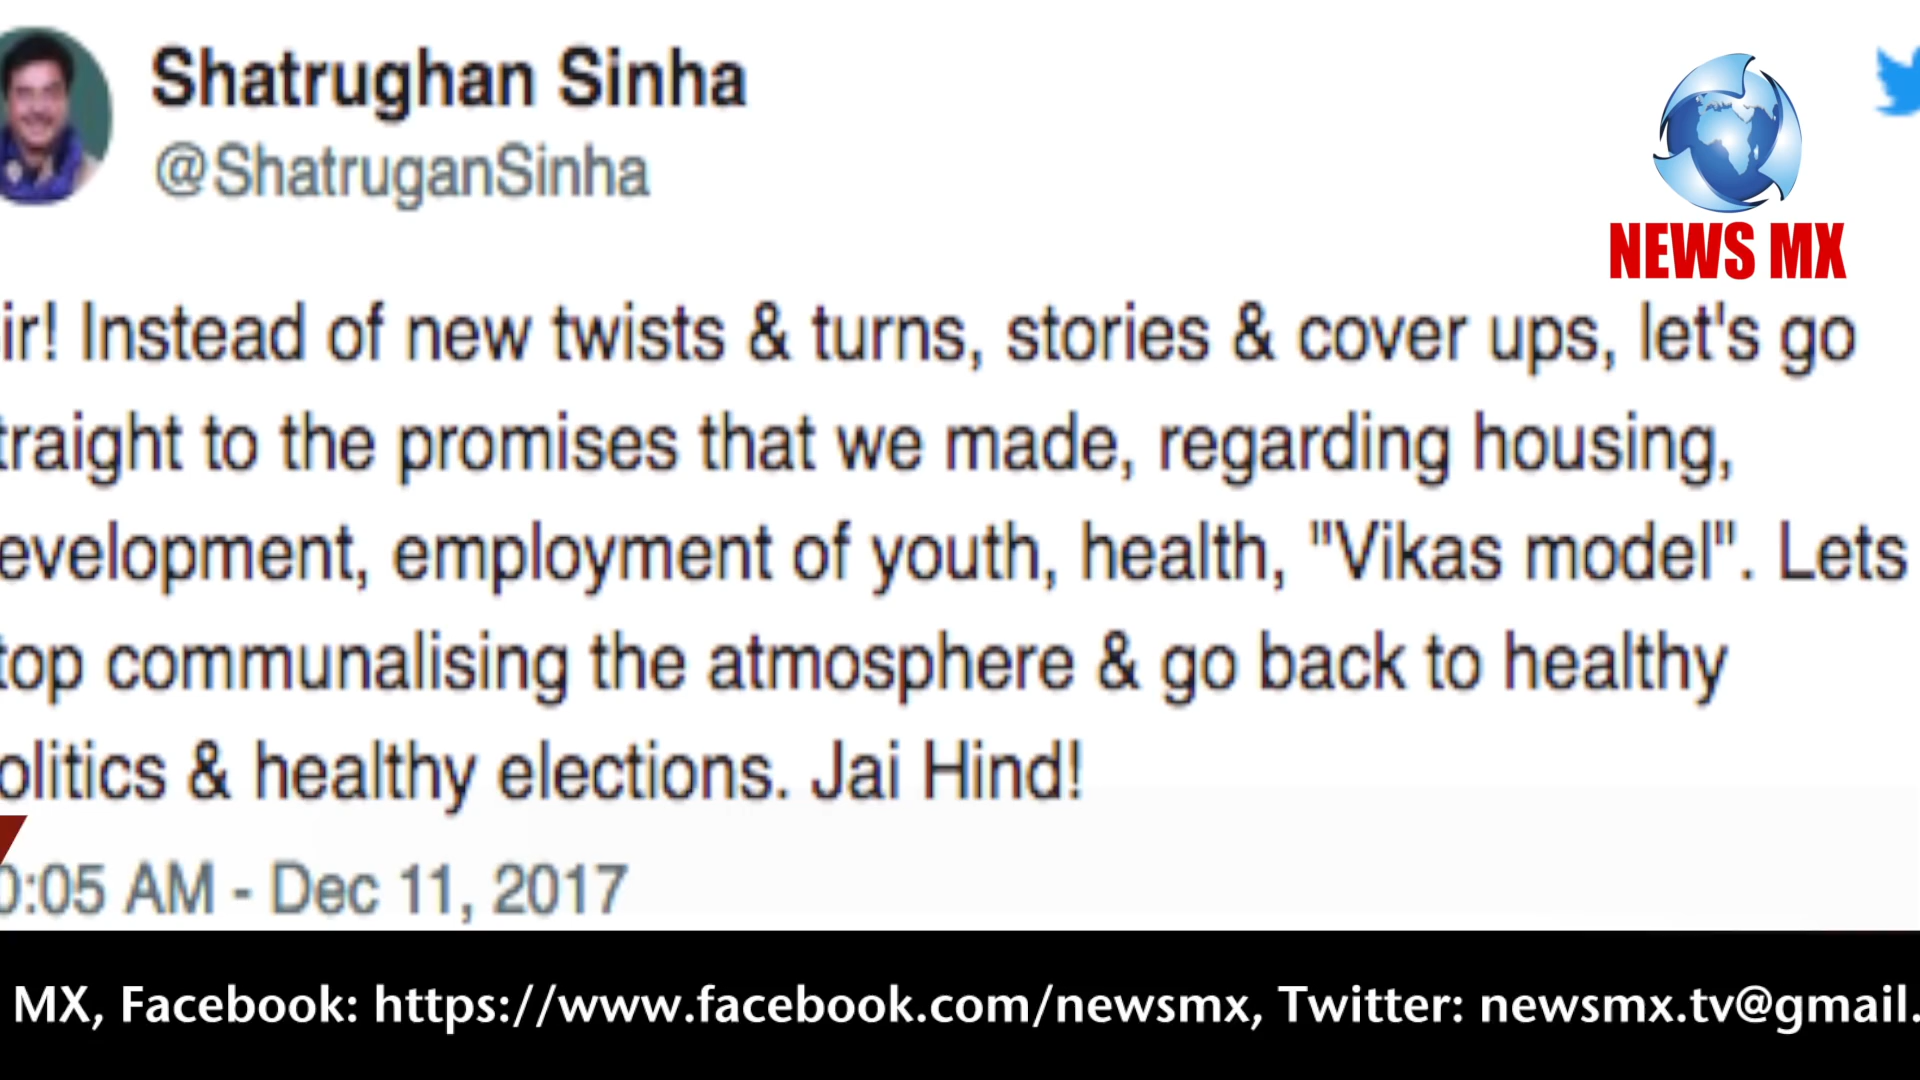 Shatrughan Sinha
@ShatruganSinha
NEWS MX
ir! Instead of new twists & turns, stories & cover ups, let's go
traight to the promises that we made, regarding housing,
evelopment, employment of youth, health, "Vikas model". Lets
top communalising the atmosphere & go back to healthy
olitics & healthy elections. Jai Hind!
0:05 AM - Dec 11, 2017
MX, Facebook: https://www.facebook.com/newsmx, Twitter: newsmx.tv@gmail.